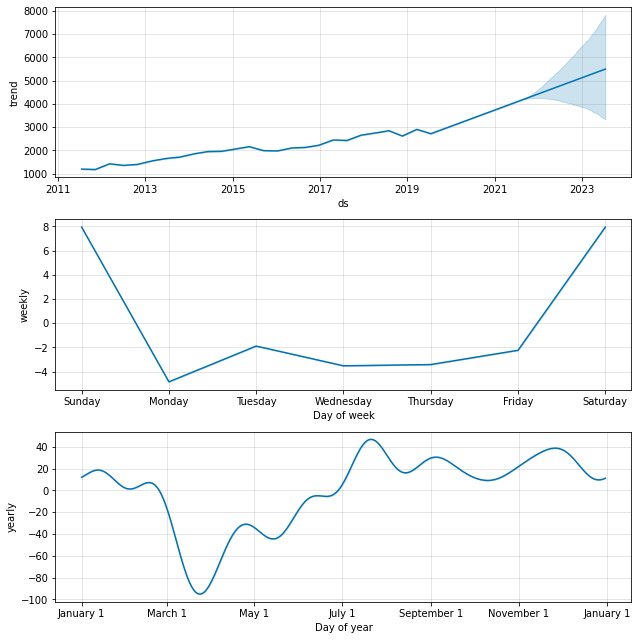 8000
7000
6000
5000
4000
3000
2000
1000
trend
2011 2013 2015 2017 2019 2021 2023
ds
8
6
4
2
0
−2
−4
weekly
Sunday Monday Tuesday Wednesday Thursday Friday Saturday
Day of week
40
20
0
−20
−40
−60
−80
−100
yearly
January 1 March 1 May 1 July 1 September 1 November 1 January 1
Day of year